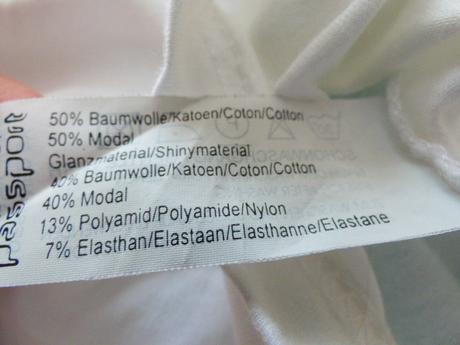 50% Baumwolle/Katoen/Coton/Cotton
50% Modal
Glanzmaterial/Shinymaterial
40% Baumwolle/Katoen/Coton/Cotton
40% Modal
13% Polyamid/Polyamide/Nylon
7% Elasthan/Elastaan/Elasthanne/Elastane